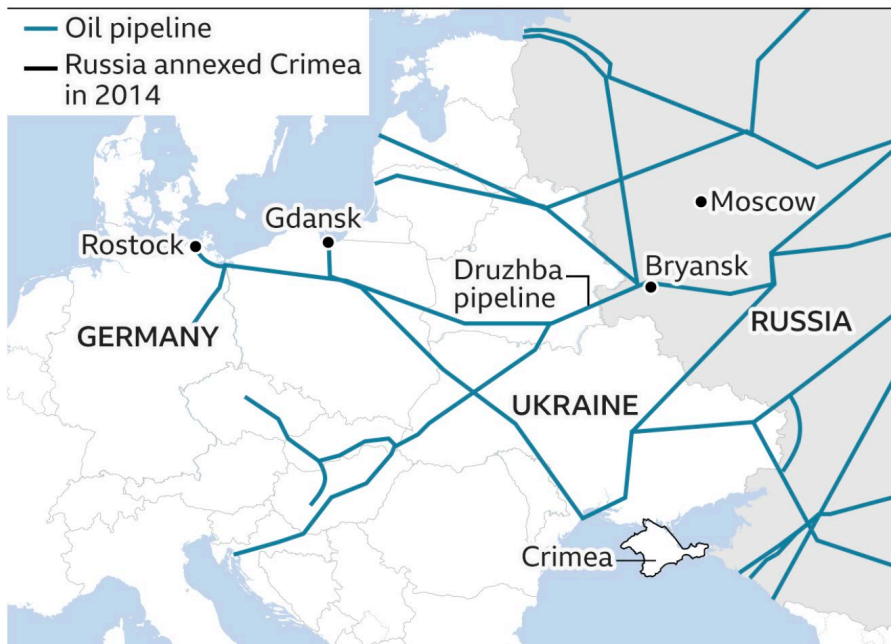 Oil pipeline
Russia annexed Crimea
in 2014
Moscow
Gdansk
Rostock
Druzhba
pipeline
Bryansk
GERMANY
RUSSIA
UKRAINE
Crimea